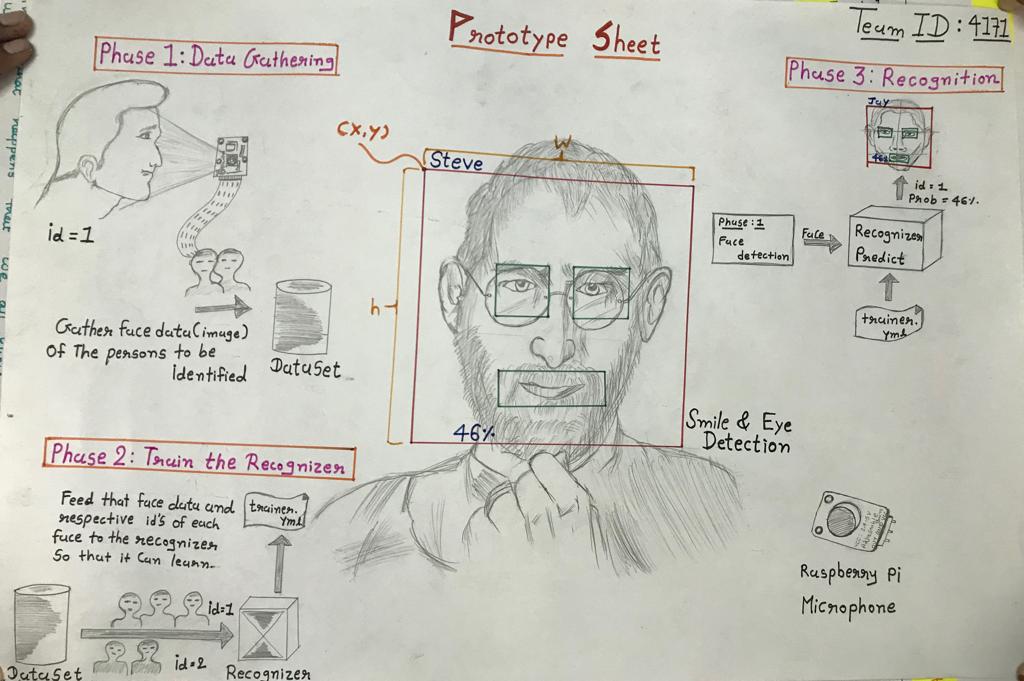 Prototype Sheet
Team ID: 4171
Phase 1: Data Gathering
id=1
Gather face data(image)
Of The persons to be
identified
DataSet
Phase 2: Train the Recognizer
Feed that face data and
respective id's of each
face to the recognizer
So that it Can learn.
trainer.
yml
id=1
id=2
DataSet
Recognizer
(x,y)
W
Steve
h
46%
Smile & Eye
Detection
Phase 3: Recognition
Jay
46%
id=1
Prob=46%
Phase:1
Face
detection
Face
Recognizer
Predict
trainer.
yml
Raspberry Pi
Microphone